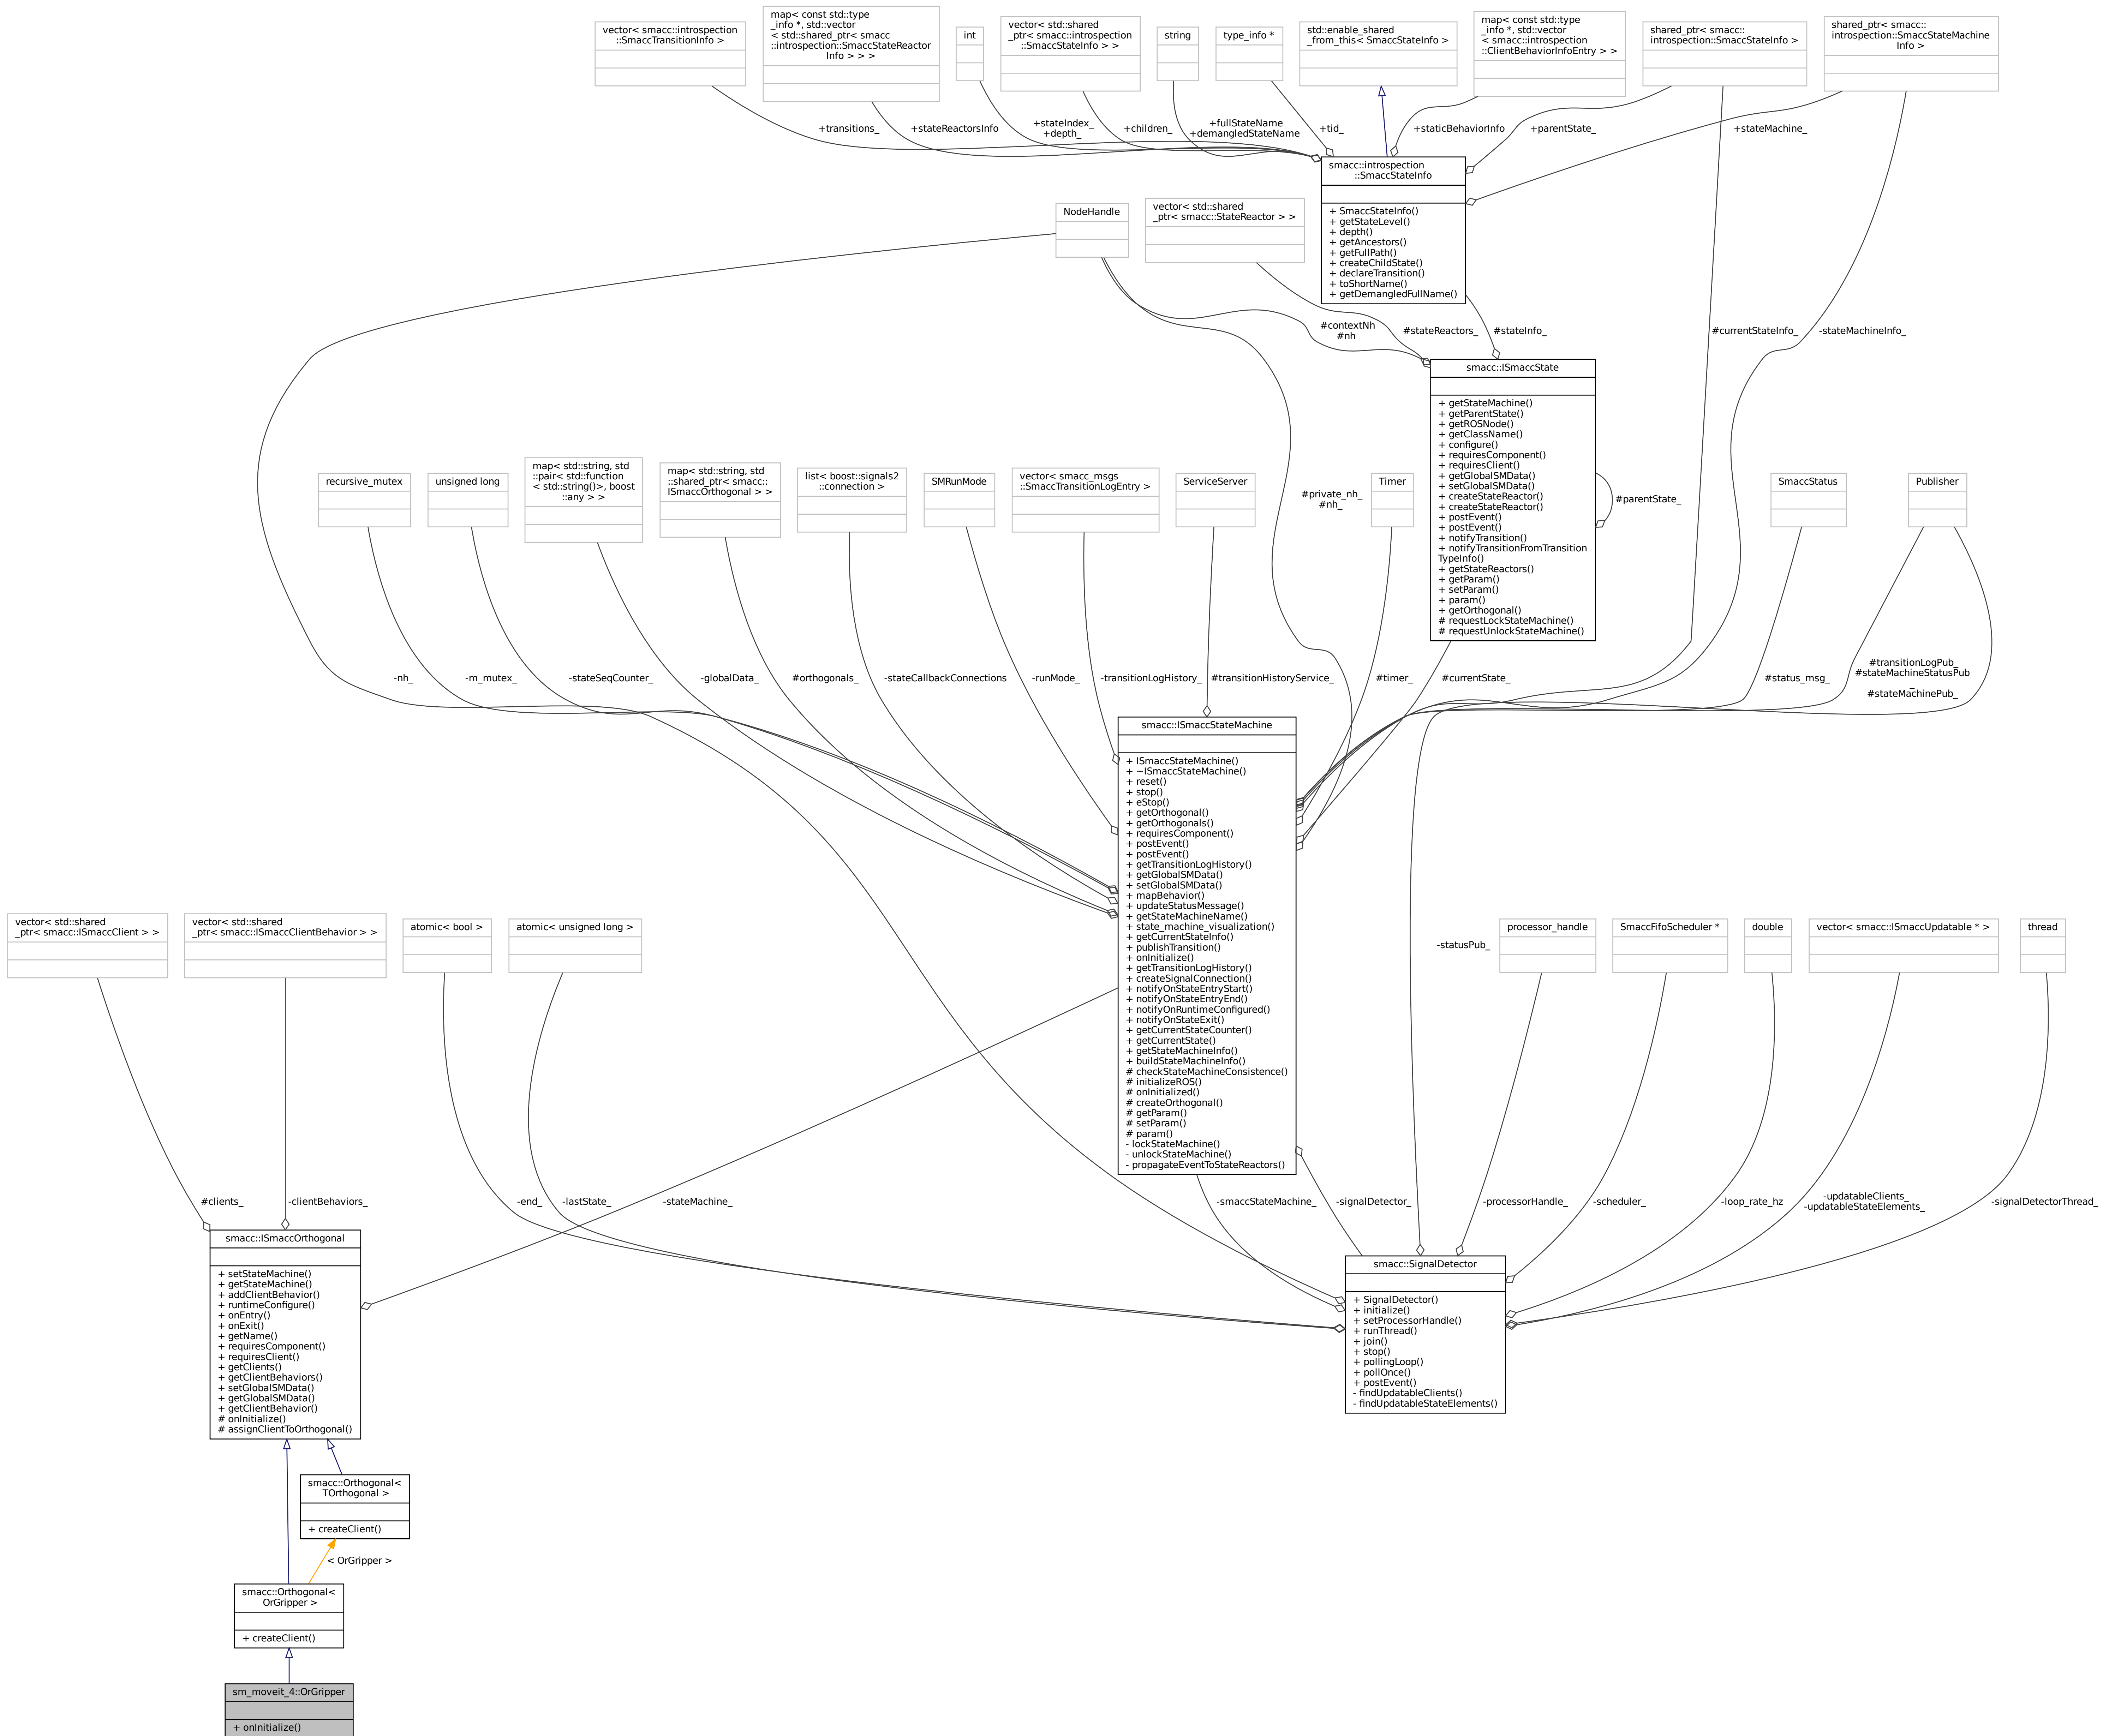 vector< smacc::introspection
::SmaccTransitionInfo >
map< const std::type
_info *, std::vector
< std::shared_ptr< smacc
::introspection::SmaccStateReactor
Info > > >
int
vector< std::shared
_ptr< smacc::introspection
::SmaccStateInfo > >
string
type_info *
std::enable_shared
_from_this< SmaccStateInfo >
map< const std::type
_info *, std::vector
< smacc::introspection
::ClientBehaviorInfoEntry > >
shared_ptr< smacc::
introspection::SmaccStateInfo >
shared_ptr< smacc::
introspection::SmaccStateMachine
Info >
+transitions_
+stateReactorsInfo
+stateIndex_
+depth_
+children_
+fullStateName
+demangledStateName
+tid_
+staticBehaviorInfo
+parentState_
+stateMachine_
smacc::introspection
::SmaccStateInfo
+ SmaccStateInfo()
+ getStateLevel()
+ depth()
+ getAncestors()
+ getFullPath()
+ createChildState()
+ declareTransition()
+ toShortName()
+ getDemangledFullName()
NodeHandle
vector< std::shared
_ptr< smacc::StateReactor > >
#contextNh
#nh
#stateReactors_
#stateInfo_
#currentStateInfo_
-stateMachineInfo_
smacc::ISmaccState
+ getStateMachine()
+ getParentState()
+ getROSNode()
+ getClassName()
+ configure()
+ requiresComponent()
+ requiresClient()
+ getGlobalSMData()
+ setGlobalSMData()
+ createStateReactor()
+ createStateReactor()
+ postEvent()
+ postEvent()
+ notifyTransition()
+ notifyTransitionFromTransition
TypeInfo()
+ getStateReactors()
+ getParam()
+ setParam()
+ param()
+ getOrthogonal()
# requestLockStateMachine()
# requestUnlockStateMachine()
#parentState_
recursive_mutex
unsigned long
map< std::string, std
::pair< std::function
< std::string()>, boost
::any > >
map< std::string, std
::shared_ptr< smacc::
ISmaccOrthogonal > >
list< boost::signals2
::connection >
SMRunMode
vector< smacc_msgs
::SmaccTransitionLogEntry >
ServiceServer
#private_nh_
#nh_
Timer
SmaccStatus
Publisher
-nh_
-m_mutex_
-stateSeqCounter_
-globalData_
#orthogonals_
-stateCallbackConnections
-runMode_
-transitionLogHistory_
#transitionHistoryService_
#timer_
#currentState_
#status_msg_
#transitionLogPub_
#stateMachineStatusPub
_
#stateMachinePub_
smacc::ISmaccStateMachine
+ ISmaccStateMachine()
+ ~ISmaccStateMachine()
+ reset()
+ stop()
+ eStop()
+ getOrthogonal()
+ getOrthogonals()
+ requiresComponent()
+ postEvent()
+ postEvent()
+ getTransitionLogHistory()
+ getGlobalSMData()
+ setGlobalSMData()
+ mapBehavior()
+ updateStatusMessage()
+ getStateMachineName()
+ state_machine_visualization()
+ getCurrentStateInfo()
+ publishTransition()
+ onInitialize()
+ getTransitionLogHistory()
+ createSignalConnection()
+ notifyOnStateEntryStart()
+ notifyOnStateEntryEnd()
+ notifyOnRuntimeConfigured()
+ notifyOnStateExit()
+ getCurrentStateCounter()
+ getCurrentState()
+ getStateMachineInfo()
+ buildStateMachineInfo()
# checkStateMachineConsistence()
# initializeROS()
# onInitialized()
# createOrthogonal()
# getParam()
# setParam()
# param()
- lockStateMachine()
- unlockStateMachine()
- propagateEventToStateReactors()
vector< std::shared
_ptr< smacc::ISmaccClient > >
vector< std::shared
_ptr< smacc::ISmaccClientBehavior > >
atomic< bool >
atomic< unsigned long >
-statusPub_
processor_handle
SmaccFifoScheduler *
double
vector< smacc::ISmaccUpdatable * >
thread
#clients_
-clientBehaviors_
-end_
-lastState_
-stateMachine_
-smaccStateMachine_
-signalDetector_
-processorHandle_
-scheduler_
-loop_rate_hz
-updatableClients_
-updatableStateElements_
-signalDetectorThread_
smacc::ISmaccOrthogonal
+ setStateMachine()
+ getStateMachine()
+ addClientBehavior()
+ runtimeConfigure()
+ onEntry()
+ onExit()
+ getName()
+ requiresComponent()
+ requiresClient()
+ getClients()
+ getClientBehaviors()
+ setGlobalSMData()
+ getGlobalSMData()
+ getClientBehavior()
# onInitialize()
# assignClientToOrthogonal()
smacc::SignalDetector
+ SignalDetector()
+ initialize()
+ setProcessorHandle()
+ runThread()
+ join()
+ stop()
+ pollingLoop()
+ pollOnce()
+ postEvent()
- findUpdatableClients()
- findUpdatableStateElements()
smacc::Orthogonal<
TOrthogonal >
+ createClient()
< OrGripper >
smacc::Orthogonal<
OrGripper >
+ createClient()
sm_moveit_4::OrGripper
+ onInitialize()